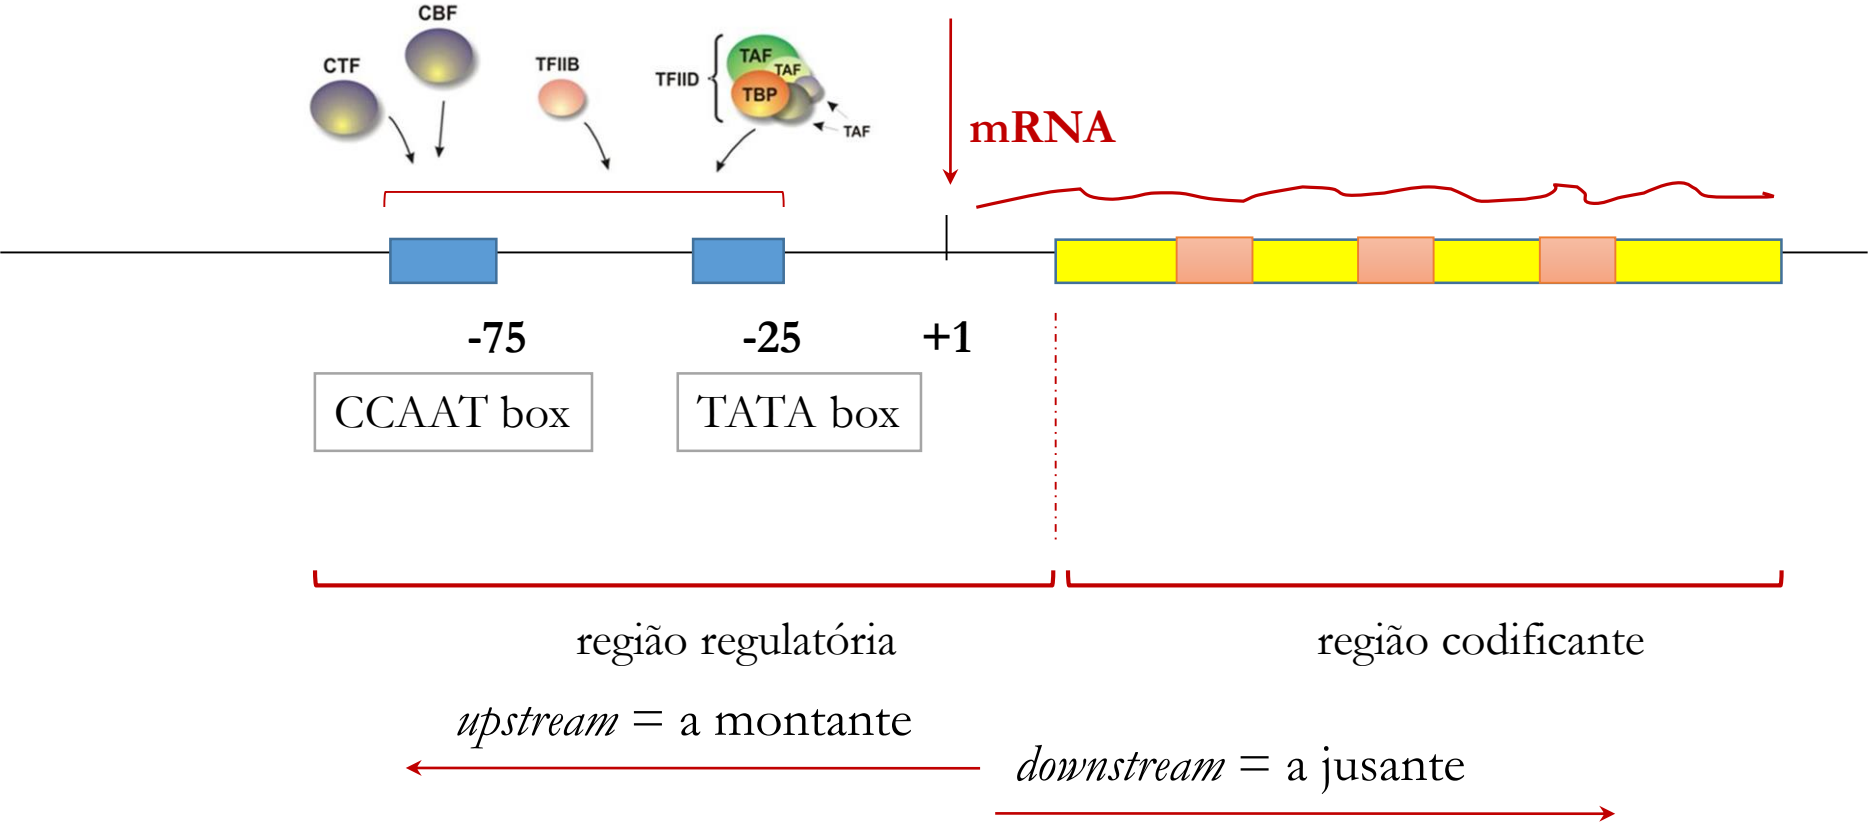 CBF
CTF
TFIIB
TFIID
TAF
TAF
TBP
TAF
mRNA
-75
-25
+1
CCAAT box
TATA box
região regulatória
região codificante
upstream = a montante
downstream = a jusante